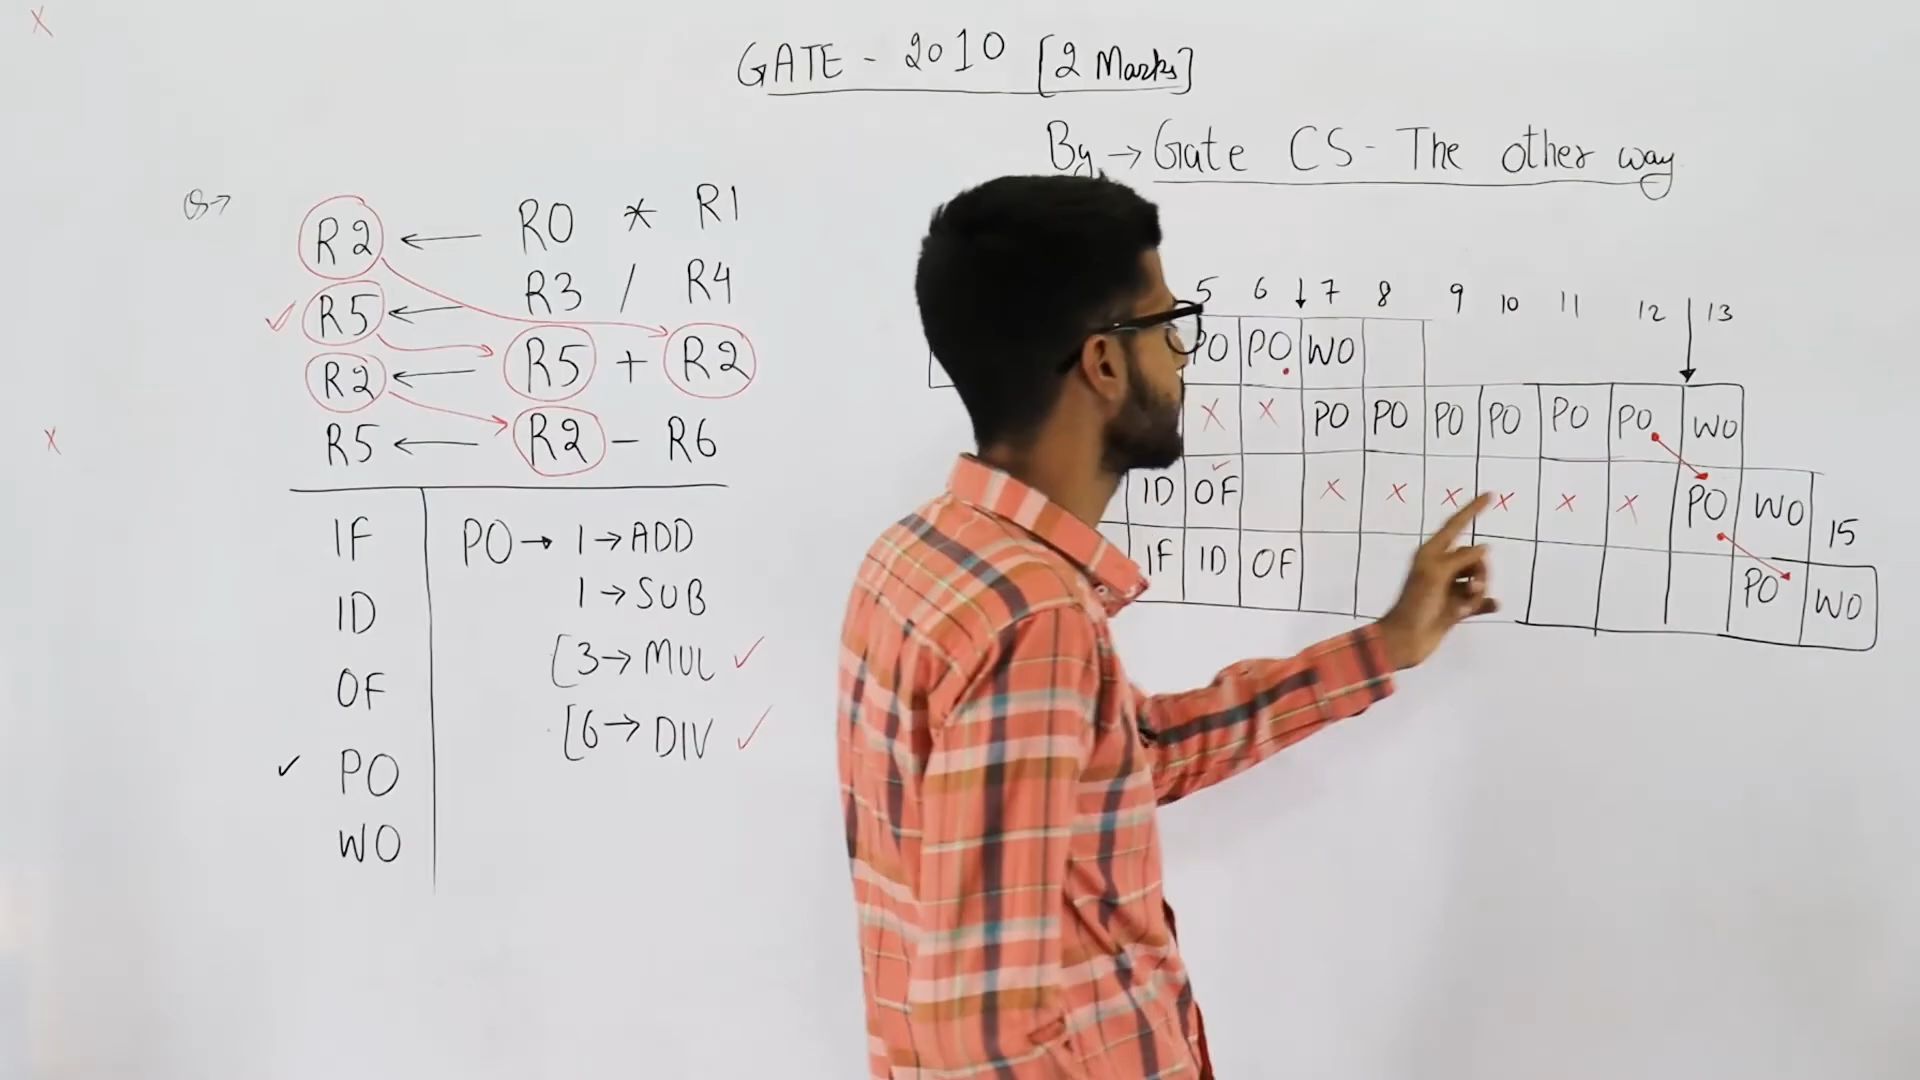 X
GATE - 2010 [2 Marks]
By → Gate CS - The other way
Q→
R2 ← R0 * R1
✓ R5 ← R3 / R4
R2 ← R5 + R2
R5 ← R2 - R6
X
IF
ID
OF
✓ PO
WO
PO → 1 → ADD
1 → SUB
[3 → MUL ✓
[6 → DIV ✓
5 6 ↓ 7 8 9 10 11 12 ↓ 13
PO PO WO
X X PO PO PO PO PO PO WO
ID OF X X X X X X PO WO
15
IF ID OF PO WO